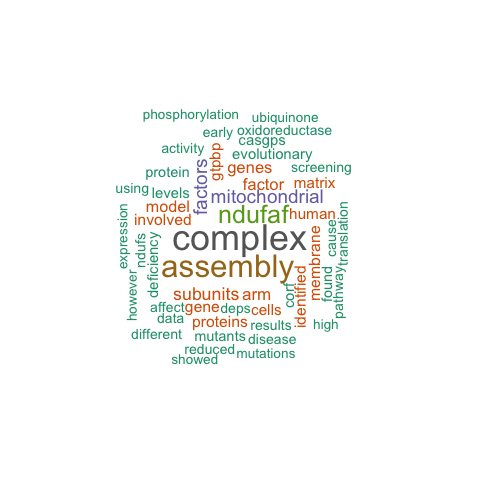 phosphorylation
ubiquinone
early
oxidoreductase
casgps
activity
gtpbp
evolutionary
protein
factors
genes
screening
using
levels
factor
matrix
mitochondrial
model
involved
ndufaf
human
expression
ndufs
deficiency
complex
membrane
cause
translation
assembly
however
subunits
arm
corf
identified
found
pathway
affect
gene
deps
cells
data
proteins
results
high
different
mutants
disease
reduced
mutations
showed